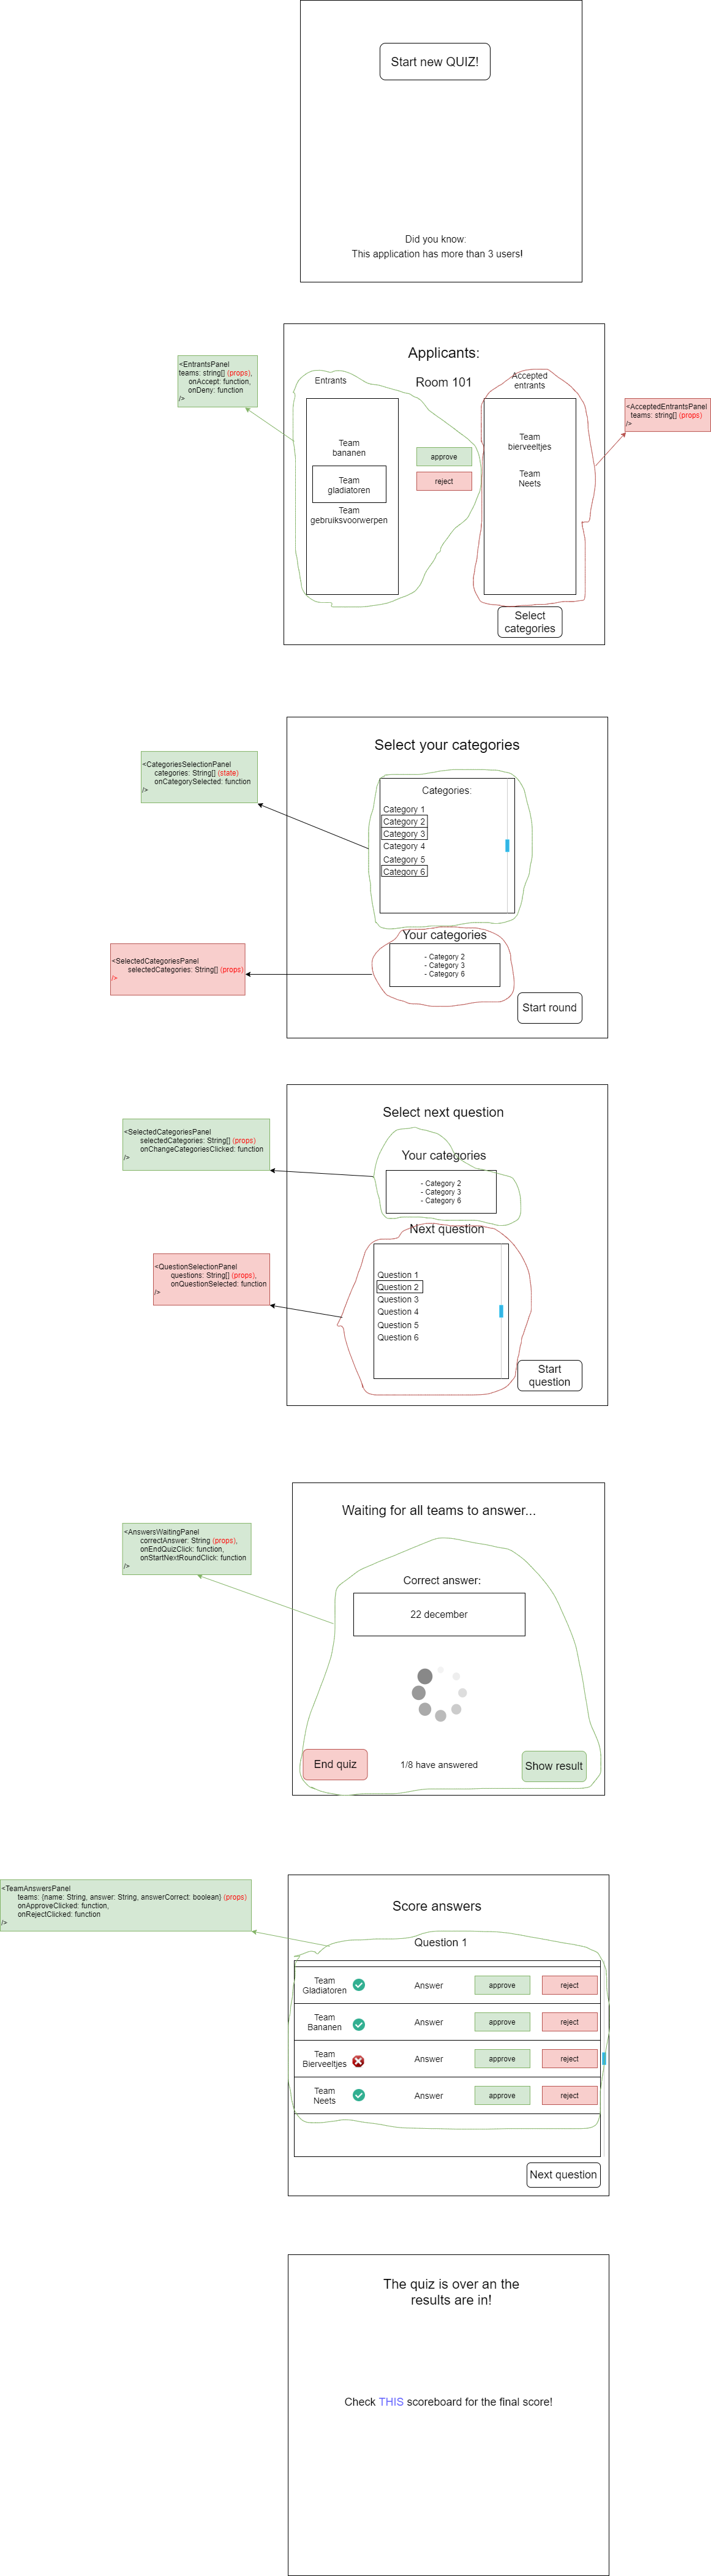 Start new QUIZ!
Did you know:
This application has more than 3 users!
<EntrantsPanel
teams: string[] (props),
onAccept: function,
onDeny: function
/>
Applicants:
Entrants
Room 101
Accepted
entrants
Team
bananen
Team
gladiatoren
Team
gebruiksvoorwerpen
approve
reject
Team
bierveeltjes
Team
Neets
<AcceptedEntrantsPanel
teams: string[] (props)
/>
Select
categories
Select your categories
<CategoriesSelectionPanel
categories: String[] (state)
onCategorySelected: function
/>
Categories:
Category 1
Category 2
Category 3
Category 4
Category 5
Category 6
Your categories
- Category 2
- Category 3
- Category 6
<SelectedCategoriesPanel
selectedCategories: String[] (props)
/>
Start round
Select next question
<SelectedCategoriesPanel
selectedCategories: String[] (props)
onChangeCategoriesClicked: function
/>
Your categories
- Category 2
- Category 3
- Category 6
Next question
<QuestionSelectionPanel
questions: String[] (props),
onQuestionSelected: function
/>
Question 1
Question 2
Question 3
Question 4
Question 5
Question 6
Start
question
Waiting for all teams to answer...
<AnswersWaitingPanel
correctAnswer: String (props),
onEndQuizClick: function,
onStartNextRoundClick: function
/>
Correct answer:
22 december
End quiz
1/8 have answered
Show result
<TeamAnswersPanel
teams: {name: String, answer: String, answerCorrect: boolean} (props)
onApproveClicked: function,
onRejectClicked: function
/>
Score answers
Question 1
Team
Gladiatoren
Answer
approve
reject
Team
Bananen
Answer
approve
reject
Team
Bierveeltjes
Answer
approve
reject
Team
Neets
Answer
approve
reject
Next question
The quiz is over an the
results are in!
Check THIS scoreboard for the final score!